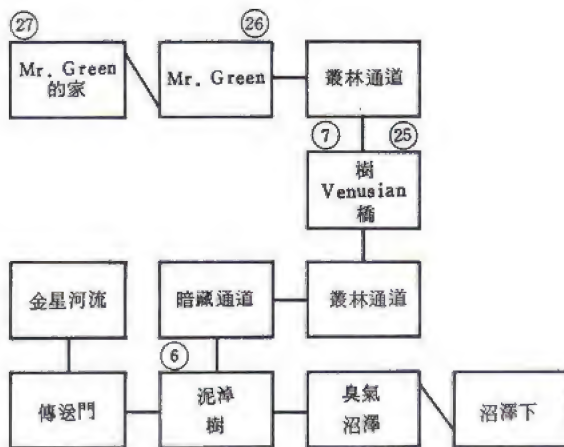 27
26
Mr. Green
的家
Mr. Green
叢林通道
7
25
樹
Venusian
橋
金星河流
暗藏通道
叢林通道
6
傳送門
泥淖
樹
臭氣
沼澤
沼澤下